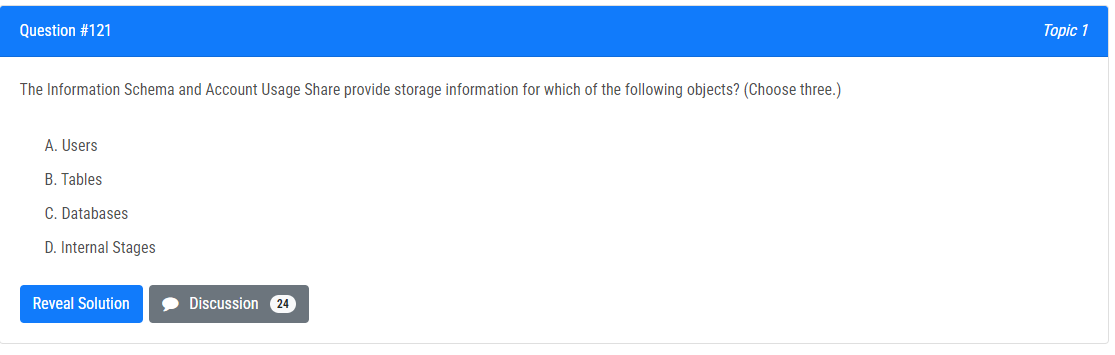 Question #121 Topic 1
The Information Schema and Account Usage Share provide storage information for which of the following objects? (Choose three.)
A. Users
B. Tables
C. Databases
D. Internal Stages
Reveal Solution Discussion 24